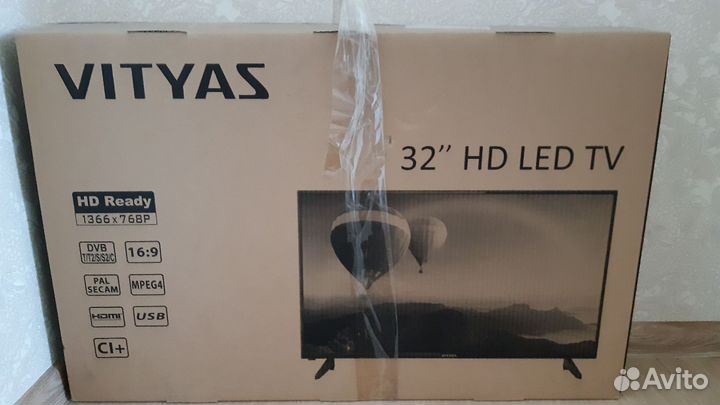 VITYAS
32" HD LED TV
HD Ready
1366x768P
DVB
T/T2/S/S2/C
16:9
PAL
SECAM
MPEG4
HDMI
USB
CI+
VITYAS
Avito